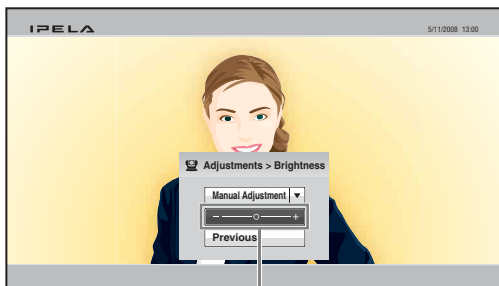 IPELA
5/11/2008 13:00
Adjustments > Brightness
Manual Adjustment
− +
Previous